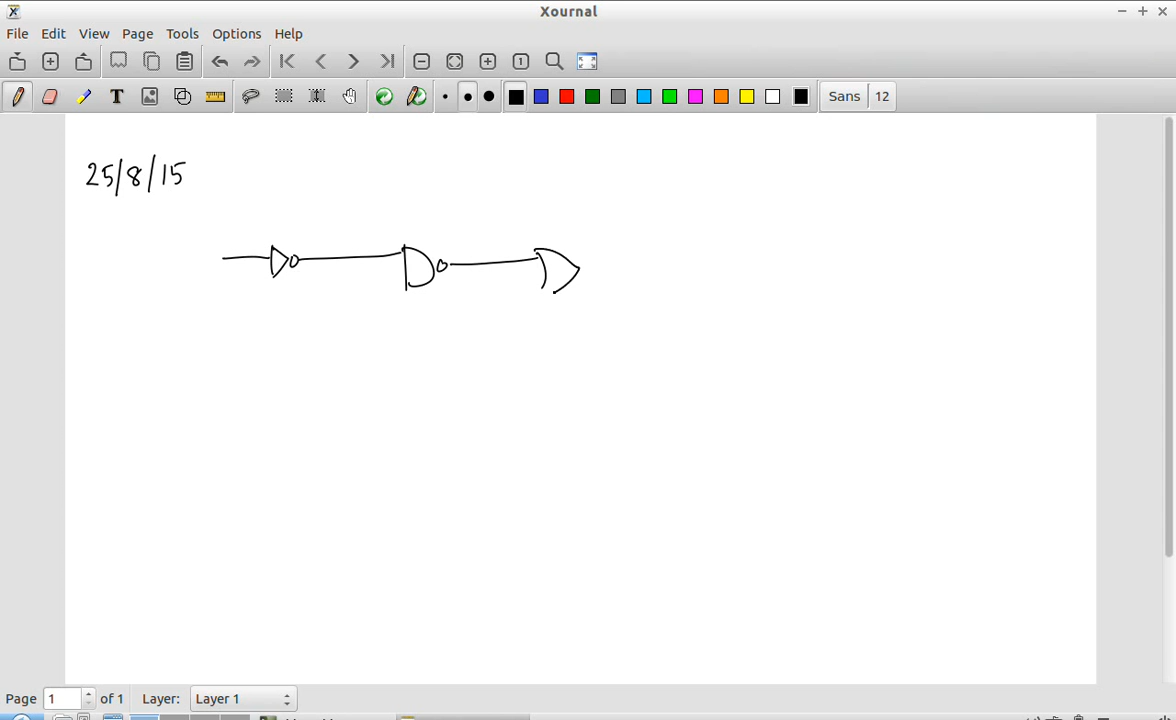 Xournal
File Edit View Page Tools Options Help
Sans 12
25/8/15
Page 1 of 1 Layer: Layer 1